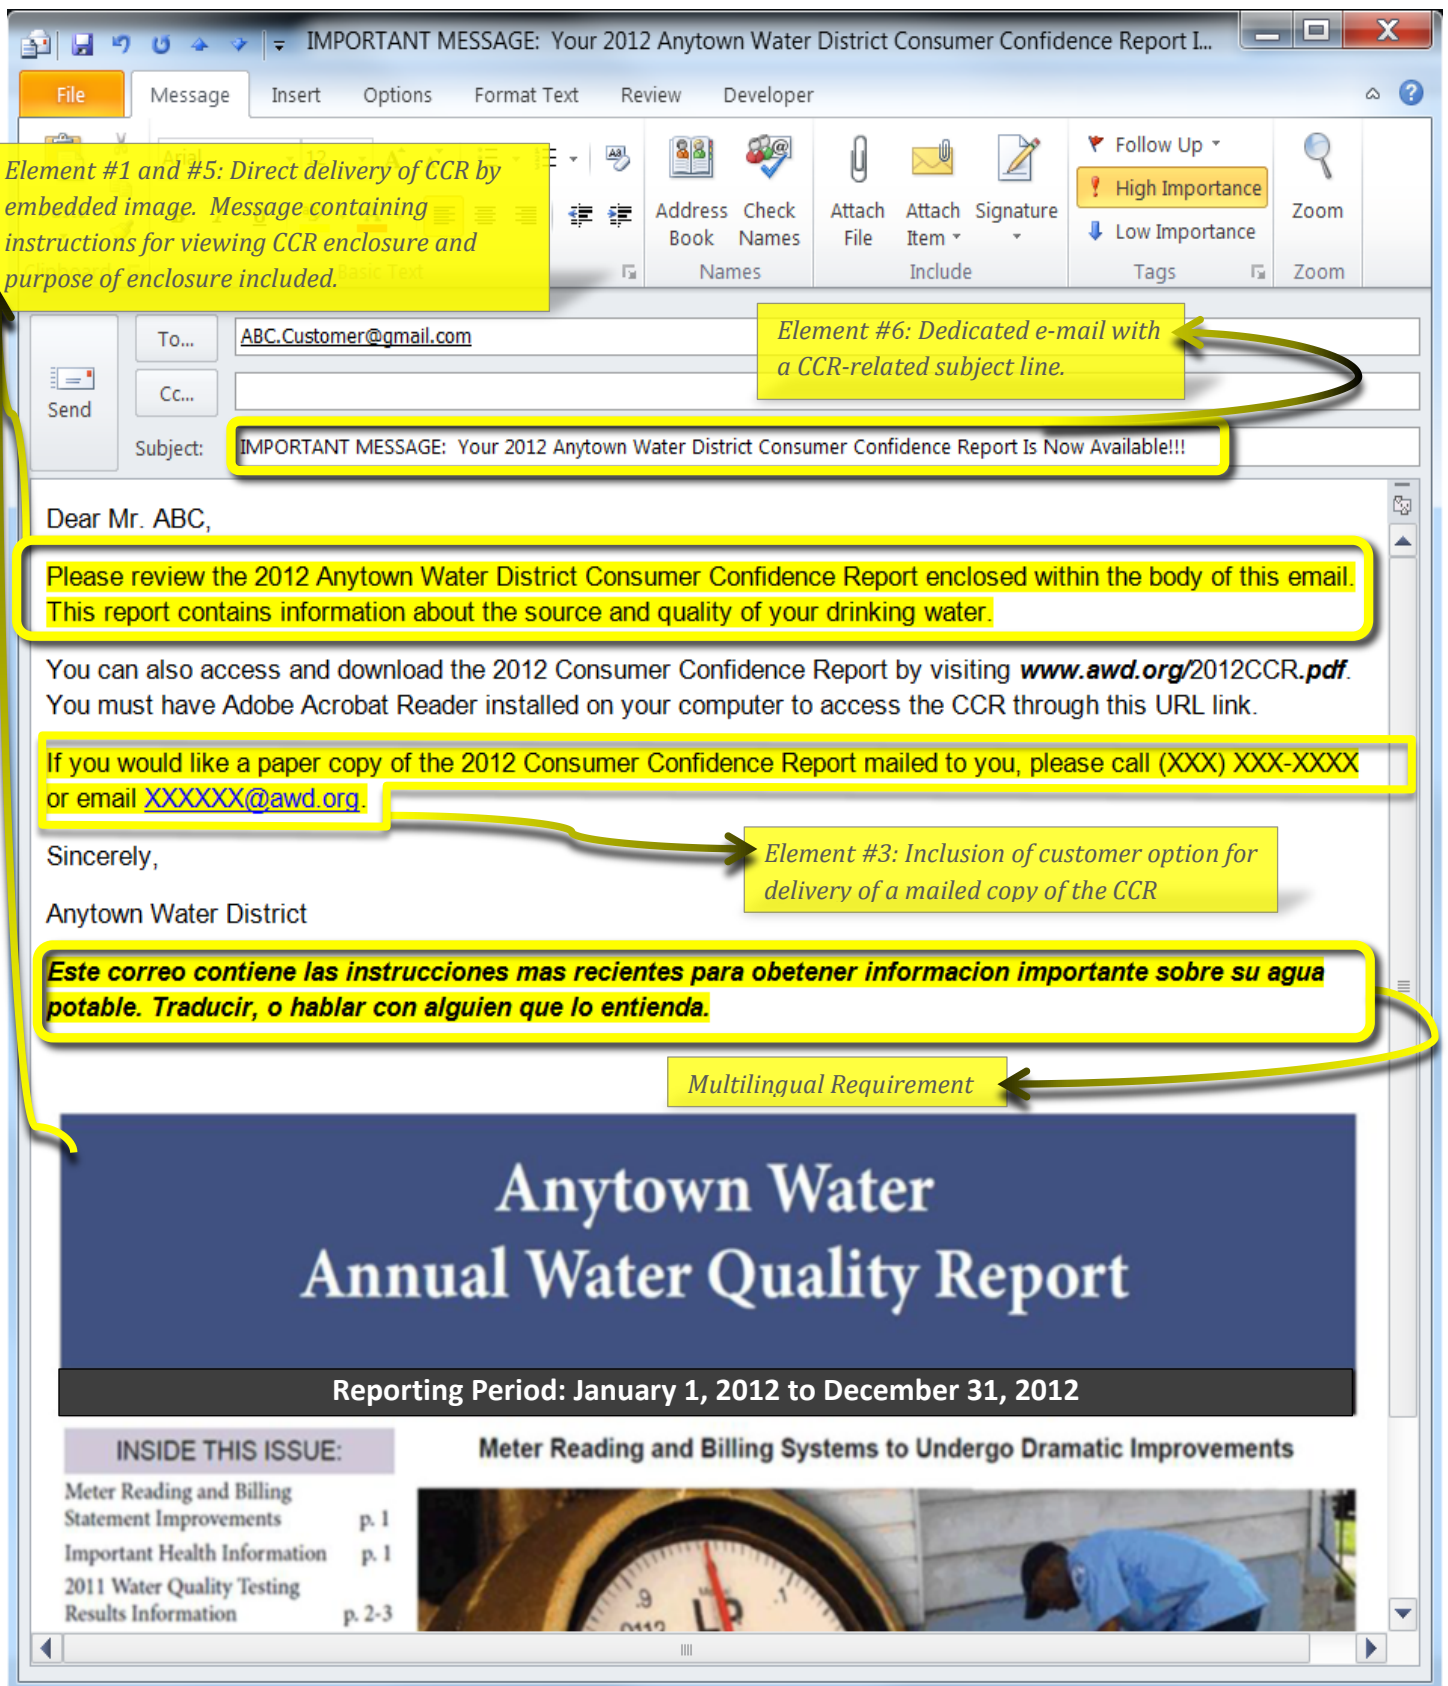 IMPORTANT MESSAGE:  Your 2012 Anytown Water District Consumer Confidence Report I...
File Message Insert Options Format Text Review Developer
Element #1 and #5: Direct delivery of CCR by
embedded image.  Message containing
instructions for viewing CCR enclosure and
purpose of enclosure included.
Arial 12
Basic Text
Address Book
Check Names
Names
Attach File
Attach Item
Signature
Include
Follow Up
High Importance
Low Importance
Tags
Zoom
Zoom
Send
To... ABC.Customer@gmail.com
Cc...
Subject: IMPORTANT MESSAGE:  Your 2012 Anytown Water District Consumer Confidence Report Is Now Available!!!
Element #6: Dedicated e-mail with
a CCR-related subject line.
Dear Mr. ABC,
Please review the 2012 Anytown Water District Consumer Confidence Report enclosed within the body of this email.
This report contains information about the source and quality of your drinking water.
You can also access and download the 2012 Consumer Confidence Report by visiting www.awd.org/2012CCR.pdf.
You must have Adobe Acrobat Reader installed on your computer to access the CCR through this URL link.
If you would like a paper copy of the 2012 Consumer Confidence Report mailed to you, please call (XXX) XXX-XXXX
or email XXXXXX@awd.org.
Sincerely,
Element #3: Inclusion of customer option for
delivery of a mailed copy of the CCR
Anytown Water District
Este correo contiene las instrucciones mas recientes para obetener informacion importante sobre su agua
potable. Traducir, o hablar con alguien que lo entienda.
Multilingual Requirement
Anytown Water
Annual Water Quality Report
Reporting Period: January 1, 2012 to December 31, 2012
INSIDE THIS ISSUE:
Meter Reading and Billing
Statement Improvements p. 1
Important Health Information p. 1
2011 Water Quality Testing
Results Information p. 2-3
Meter Reading and Billing Systems to Undergo Dramatic Improvements
.9
.1